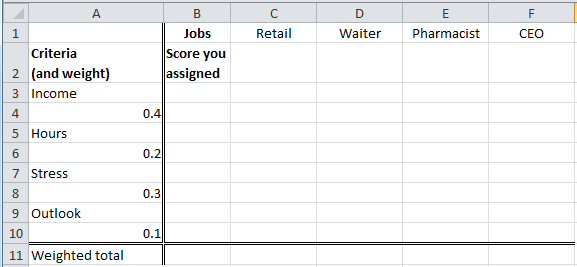 A B C D E F
1 Jobs Retail Waiter Pharmacist CEO
Criteria Score you
2 (and weight) assigned
3 Income
4 0.4
5 Hours
6 0.2
7 Stress
8 0.3
9 Outlook
10 0.1
11 Weighted total